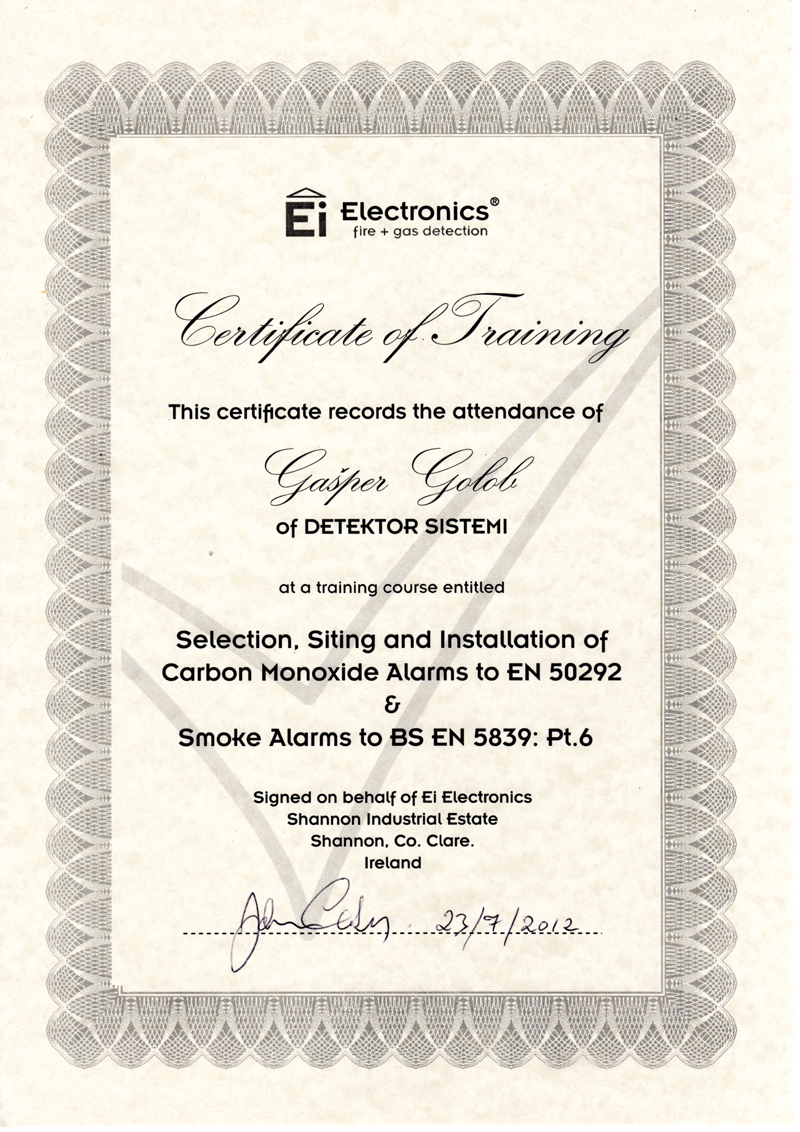 Ei Electronics®
fire + gas detection
Certificate of Training
This certificate records the attendance of
Gašper Golob
of DETEKTOR SISTEMI
at a training course entitled
Selection, Siting and Installation of
Carbon Monoxide Alarms to EN 50292
&
Smoke Alarms to BS EN 5839: Pt.6
Signed on behalf of Ei Electronics
Shannon Industrial Estate
Shannon, Co. Clare.
Ireland
John 23/7/2012